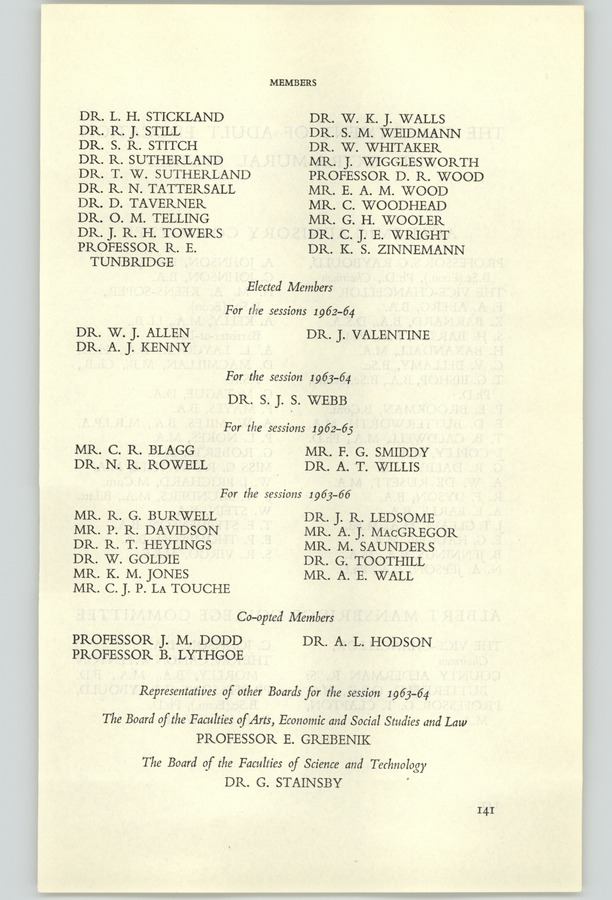 MEMBERS
DR. L. H. STICKLAND
DR. R. J. STILL
DR. S. R. STITCH
DR. R. SUTHERLAND
DR. T. W. SUTHERLAND
DR. R. N. TATTERSALL
DR. D. TAVERNER
DR. O. M. TELLING
DR. J. R. H. TOWERS
PROFESSOR R. E.
TUNBRIDGE
DR. W. K. J. WALLS
DR. S. M. WEIDMANN
DR. W. WHITAKER
MR. J. WIGGLESWORTH
PROFESSOR D. R. WOOD
MR. E. A. M. WOOD
MR. C. WOODHEAD
MR. G. H. WOOLER
DR. C. J. E. WRIGHT
DR. K. S. ZINNEMANN
Elected Members
For the sessions 1962-64
DR. W. J. ALLEN
DR. A. J. KENNY
DR. J. VALENTINE
For the session 1963-64
DR. S. J. S. WEBB
For the sessions 1962-65
MR. C. R. BLAGG
DR. N. R. ROWELL
MR. F. G. SMIDDY
DR. A. T. WILLIS
For the sessions 1963-66
MR. R. G. BURWELL
MR. P. R. DAVIDSON
DR. R. T. HEYLINGS
DR. W. GOLDIE
MR. K. M. JONES
MR. C. J. P. LA TOUCHE
DR. J. R. LEDSOME
MR. A. J. MACGREGOR
MR. M. SAUNDERS
DR. G. TOOTHILL
MR. A. E. WALL
Co-opted Members
PROFESSOR J. M. DODD
PROFESSOR B. LYTHGOE
DR. A. L. HODSON
Representatives of other Boards for the session 1963-64
The Board of the Faculties of Arts, Economic and Social Studies and Law
PROFESSOR E. GREBENIK
The Board of the Faculties of Science and Technology
DR. G. STAINSBY
141